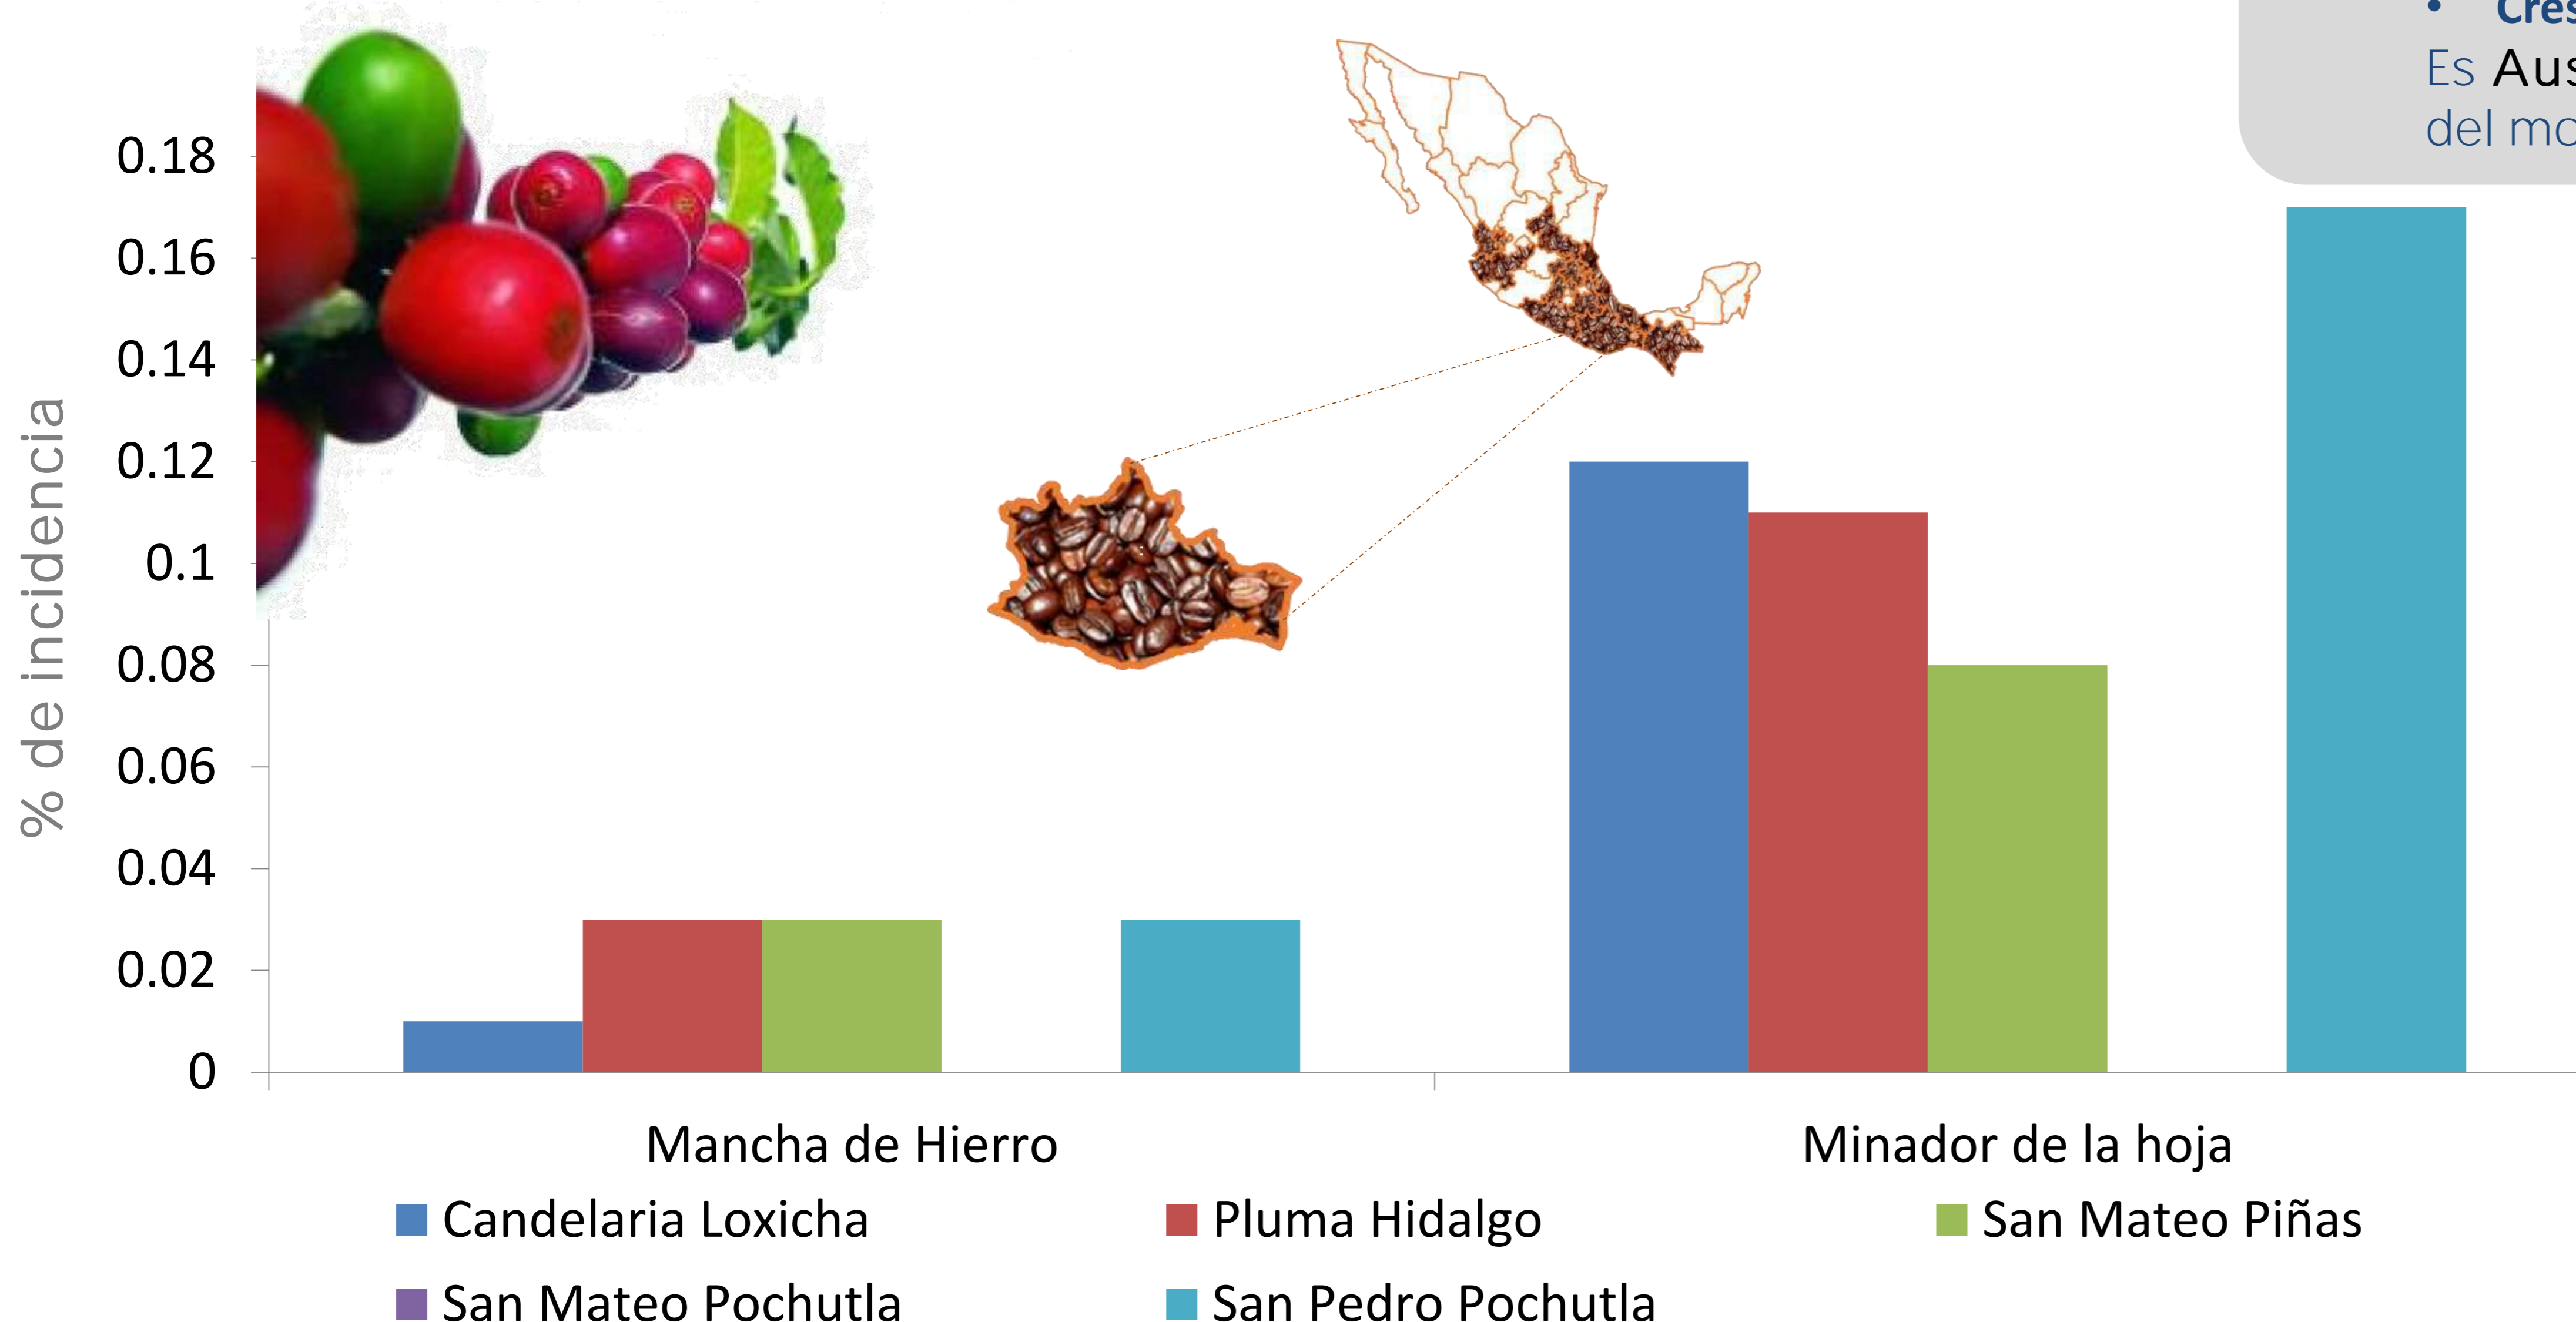 Es
del
0.18
0.16
0.14
0.12
0.1
0.08
0.06
0.04
0.02
0
% de incidencia
Mancha de Hierro
Minador de la hoja
Candelaria Loxicha
Pluma Hidalgo
San Mateo Piñas
San Mateo Pochutla
San Pedro Pochutla